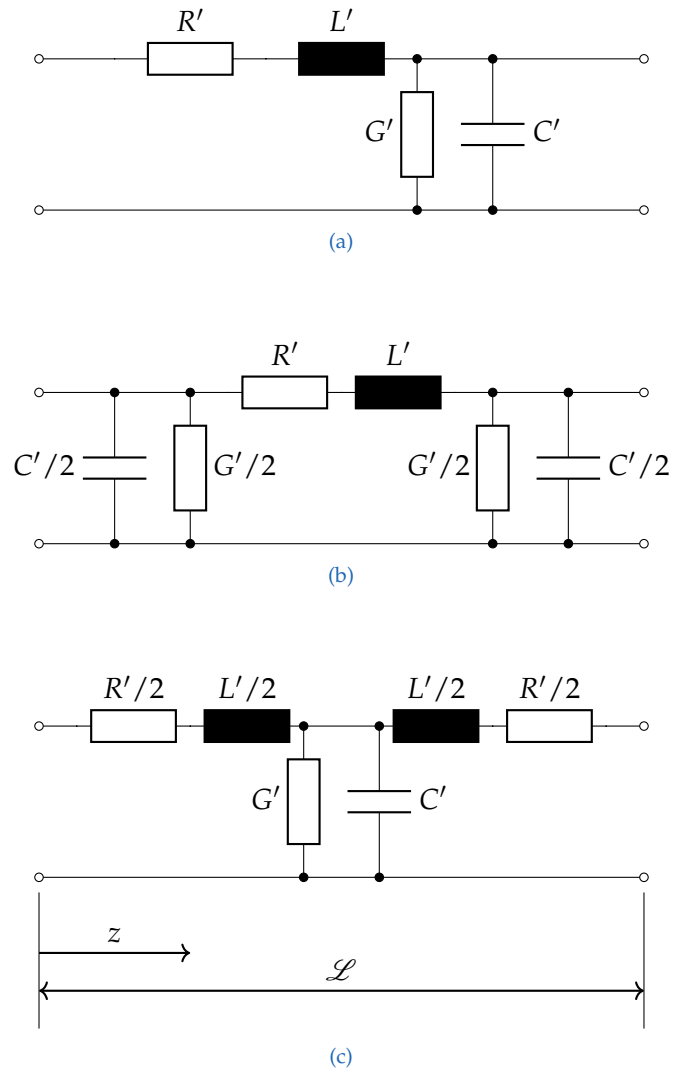 R′ L′
G′ C′
(a)
R′ L′
C′/2 G′/2 G′/2 C′/2
(b)
R′/2 L′/2 L′/2 R′/2
G′ C′
z
ℒ
(c)